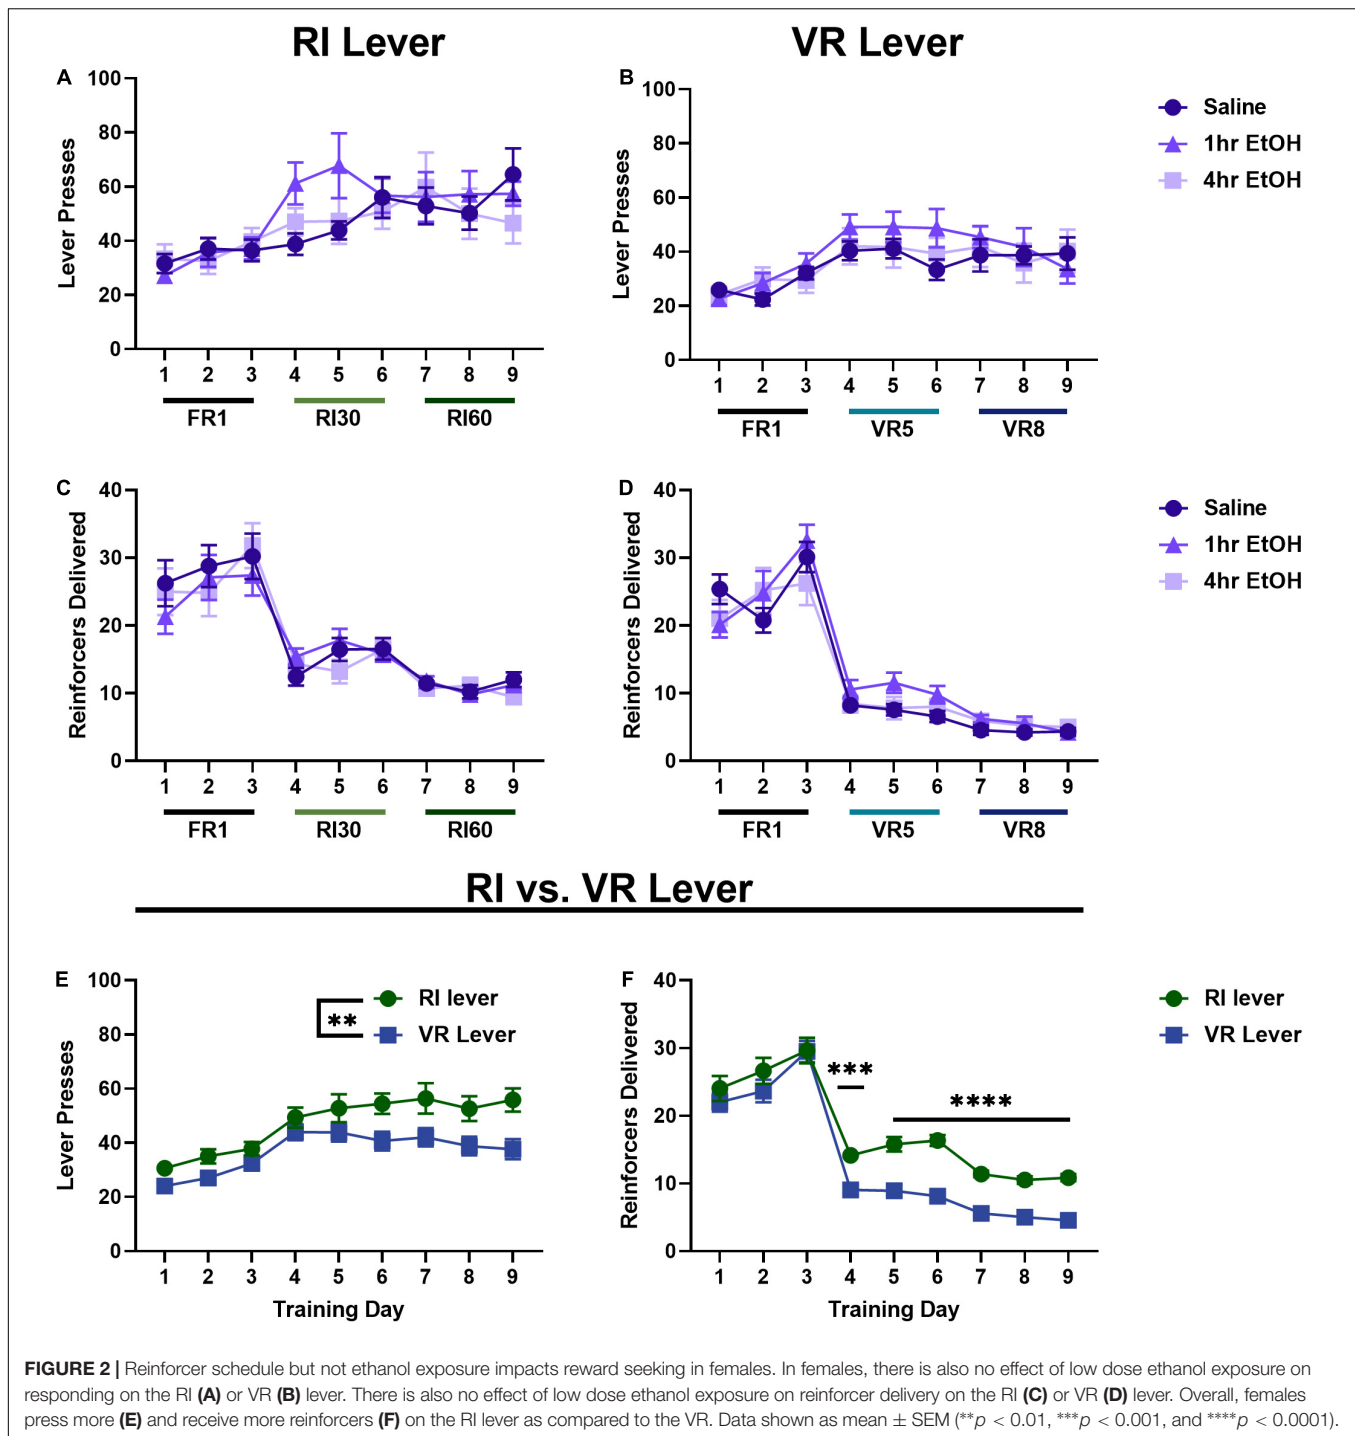 RI Lever
VR Lever
A
100
80
60
40
20
0
Lever Presses
1 2 3 4 5 6 7 8 9
FR1 RI30 RI60
B
100
80
60
40
20
0
Lever Presses
1 2 3 4 5 6 7 8 9
FR1 VR5 VR8
Saline
1hr EtOH
4hr EtOH
C
40
30
20
10
0
Reinforcers Delivered
1 2 3 4 5 6 7 8 9
FR1 RI30 RI60
D
40
30
20
10
0
Reinforcers Delivered
1 2 3 4 5 6 7 8 9
FR1 VR5 VR8
Saline
1hr EtOH
4hr EtOH
RI vs. VR Lever
E
100
80
60
40
20
0
Lever Presses
**
RI lever
VR Lever
1 2 3 4 5 6 7 8 9
Training Day
F
40
30
20
10
0
Reinforcers Delivered
***
****
1 2 3 4 5 6 7 8 9
Training Day
RI lever
VR Lever
FIGURE 2 | Reinforcer schedule but not ethanol exposure impacts reward seeking in females. In females, there is also no effect of low dose ethanol exposure on
responding on the RI (A) or VR (B) lever. There is also no effect of low dose ethanol exposure on reinforcer delivery on the RI (C) or VR (D) lever. Overall, females
press more (E) and receive more reinforcers (F) on the RI lever as compared to the VR. Data shown as mean ± SEM (**p < 0.01, ***p < 0.001, and ****p < 0.0001).